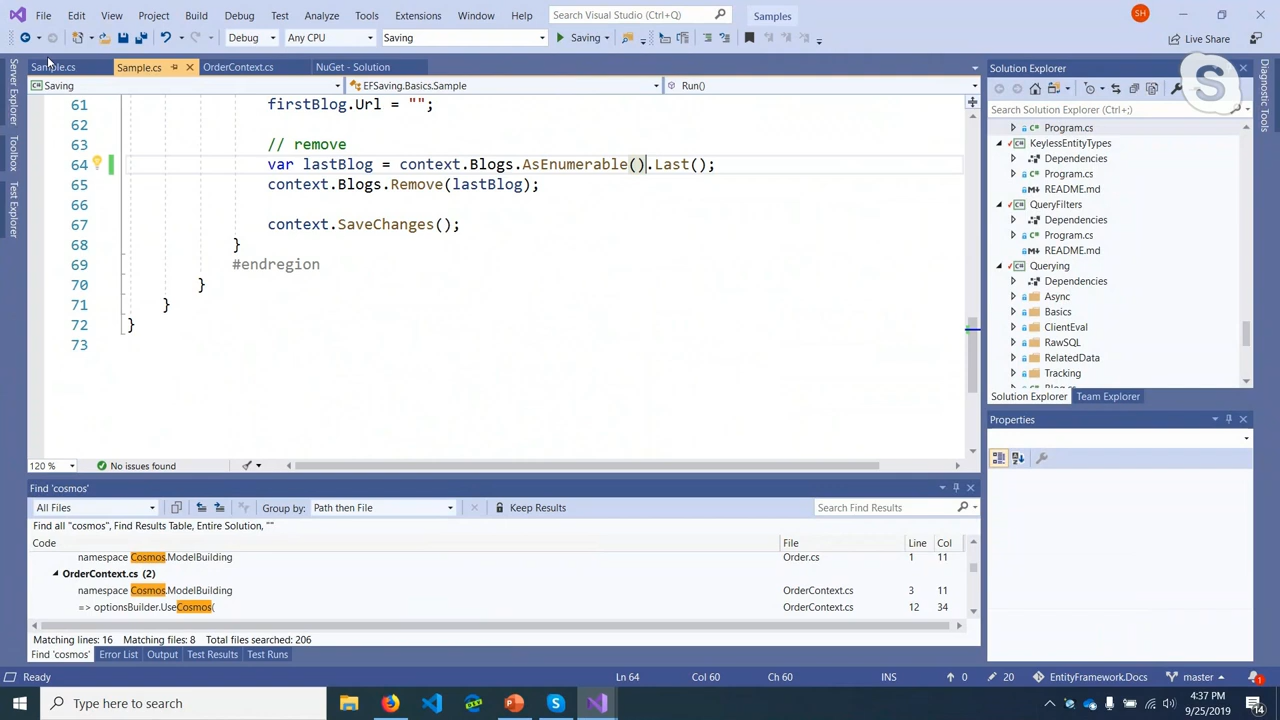 File Edit View Project Build Debug Test Analyze Tools Extensions Window Help Search Visual Studio Samples SH
Debug Any CPU Saving Saving Live Share
Sample.cs Sample.cs OrderContext.cs NuGet - Solution
Saving EFSaving.Basics.Sample Run()
61 firstBlog.Url = "";
62
63 // remove
64 var lastBlog = context.Blogs.AsEnumerable().Last();
65 context.Blogs.Remove(lastBlog);
66
67 context.SaveChanges();
68 }
69 #endregion
70 }
71 }
72 }
73
120 % No issues found
Server Explorer
Toolbox
Test Explorer
Solution Explorer
Search Solution Explorer (Ctrl+;)
Program.cs
KeylessEntityTypes
Dependencies
Program.cs
README.md
QueryFilters
Dependencies
Program.cs
README.md
Querying
Dependencies
Async
Basics
ClientEval
RawSQL
RelatedData
Tracking
Solution Explorer Team Explorer
Properties
Diagnostic Tools
Find 'cosmos'
All Files Group by: Path then File Keep Results Search Find Results
Find all "cosmos", Find Results Table, Entire Solution, ""
Code File Line Col
namespace Cosmos.ModelBuilding Order.cs 1 11
OrderContext.cs (2)
namespace Cosmos.ModelBuilding OrderContext.cs 3 11
=> optionsBuilder.UseCosmos( OrderContext.cs 12 34
Matching lines: 16 Matching files: 8 Total files searched: 206
Find 'cosmos' Error List Output Test Results Test Runs
Ready Ln 64 Col 60 Ch 60 INS 0 20 EntityFramework.Docs master 1
Type here to search
4:37 PM
9/25/2019
14